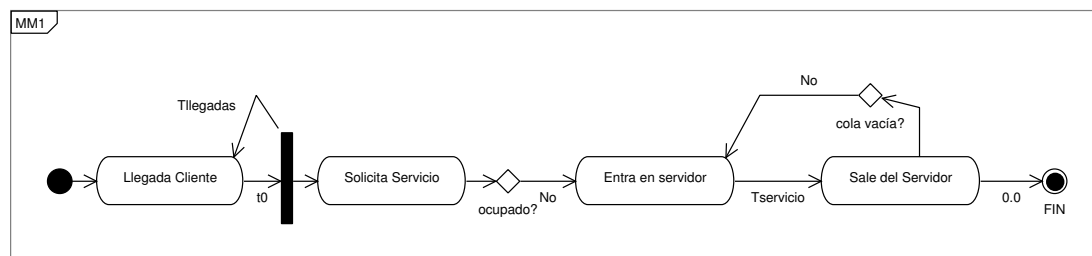 MM1
No
Tllegadas
cola vacía?
Llegada Cliente
Solicita Servicio
Entra en servidor
Sale del Servidor
t0
ocupado?
No
Tservicio
0.0
FIN